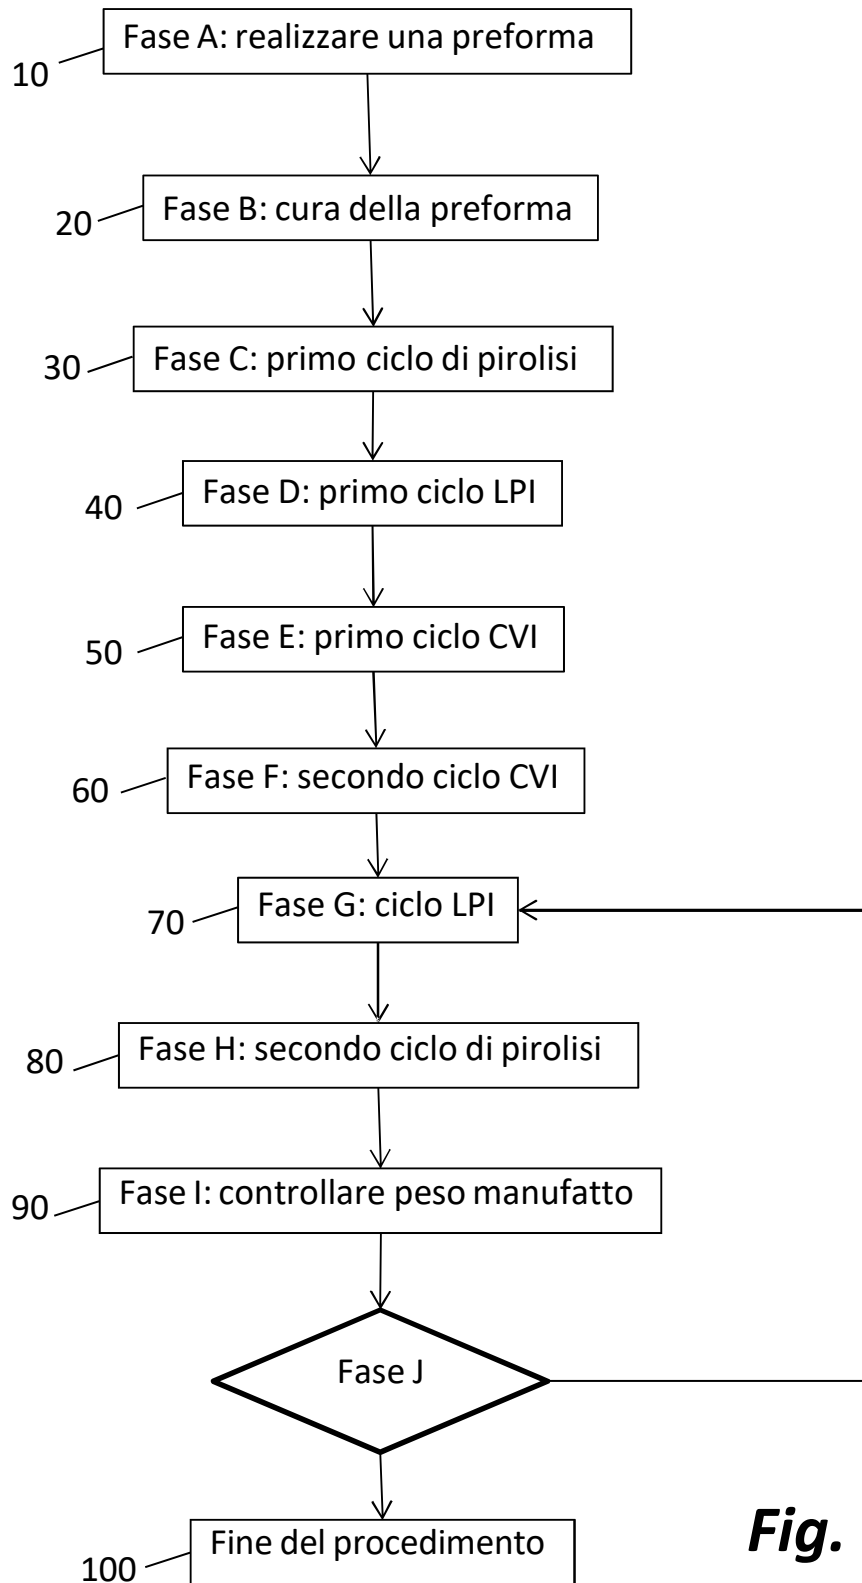 Fase A: realizzare una preforma
10
Fase B: cura della preforma
20
Fase C: primo ciclo di pirolisi
30
Fase D: primo ciclo LPI
40
Fase E: primo ciclo CVI
50
Fase F: secondo ciclo CVI
60
Fase G: ciclo LPI
70
Fase H: secondo ciclo di pirolisi
80
Fase I: controllare peso manufatto
90
Fase J
Fine del procedimento
100
Fig.